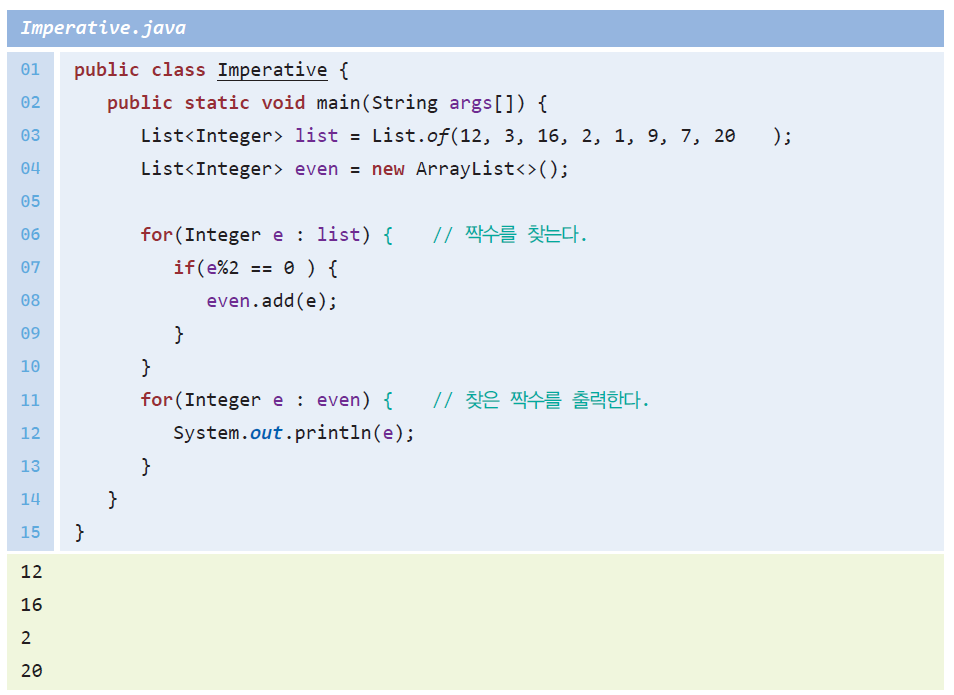 Imperative.java
01 public class Imperative {
02 public static void main(String args[]) {
03 List<Integer> list = List.of(12, 3, 16, 2, 1, 9, 7, 20   );
04 List<Integer> even = new ArrayList<>();
05
06 for(Integer e : list) {    // 짝수를 찾는다.
07 if(e%2 == 0 ) {
08 even.add(e);
09 }
10 }
11 for(Integer e : even) {    // 찾은 짝수를 출력한다.
12 System.out.println(e);
13 }
14 }
15 }
12
16
2
20